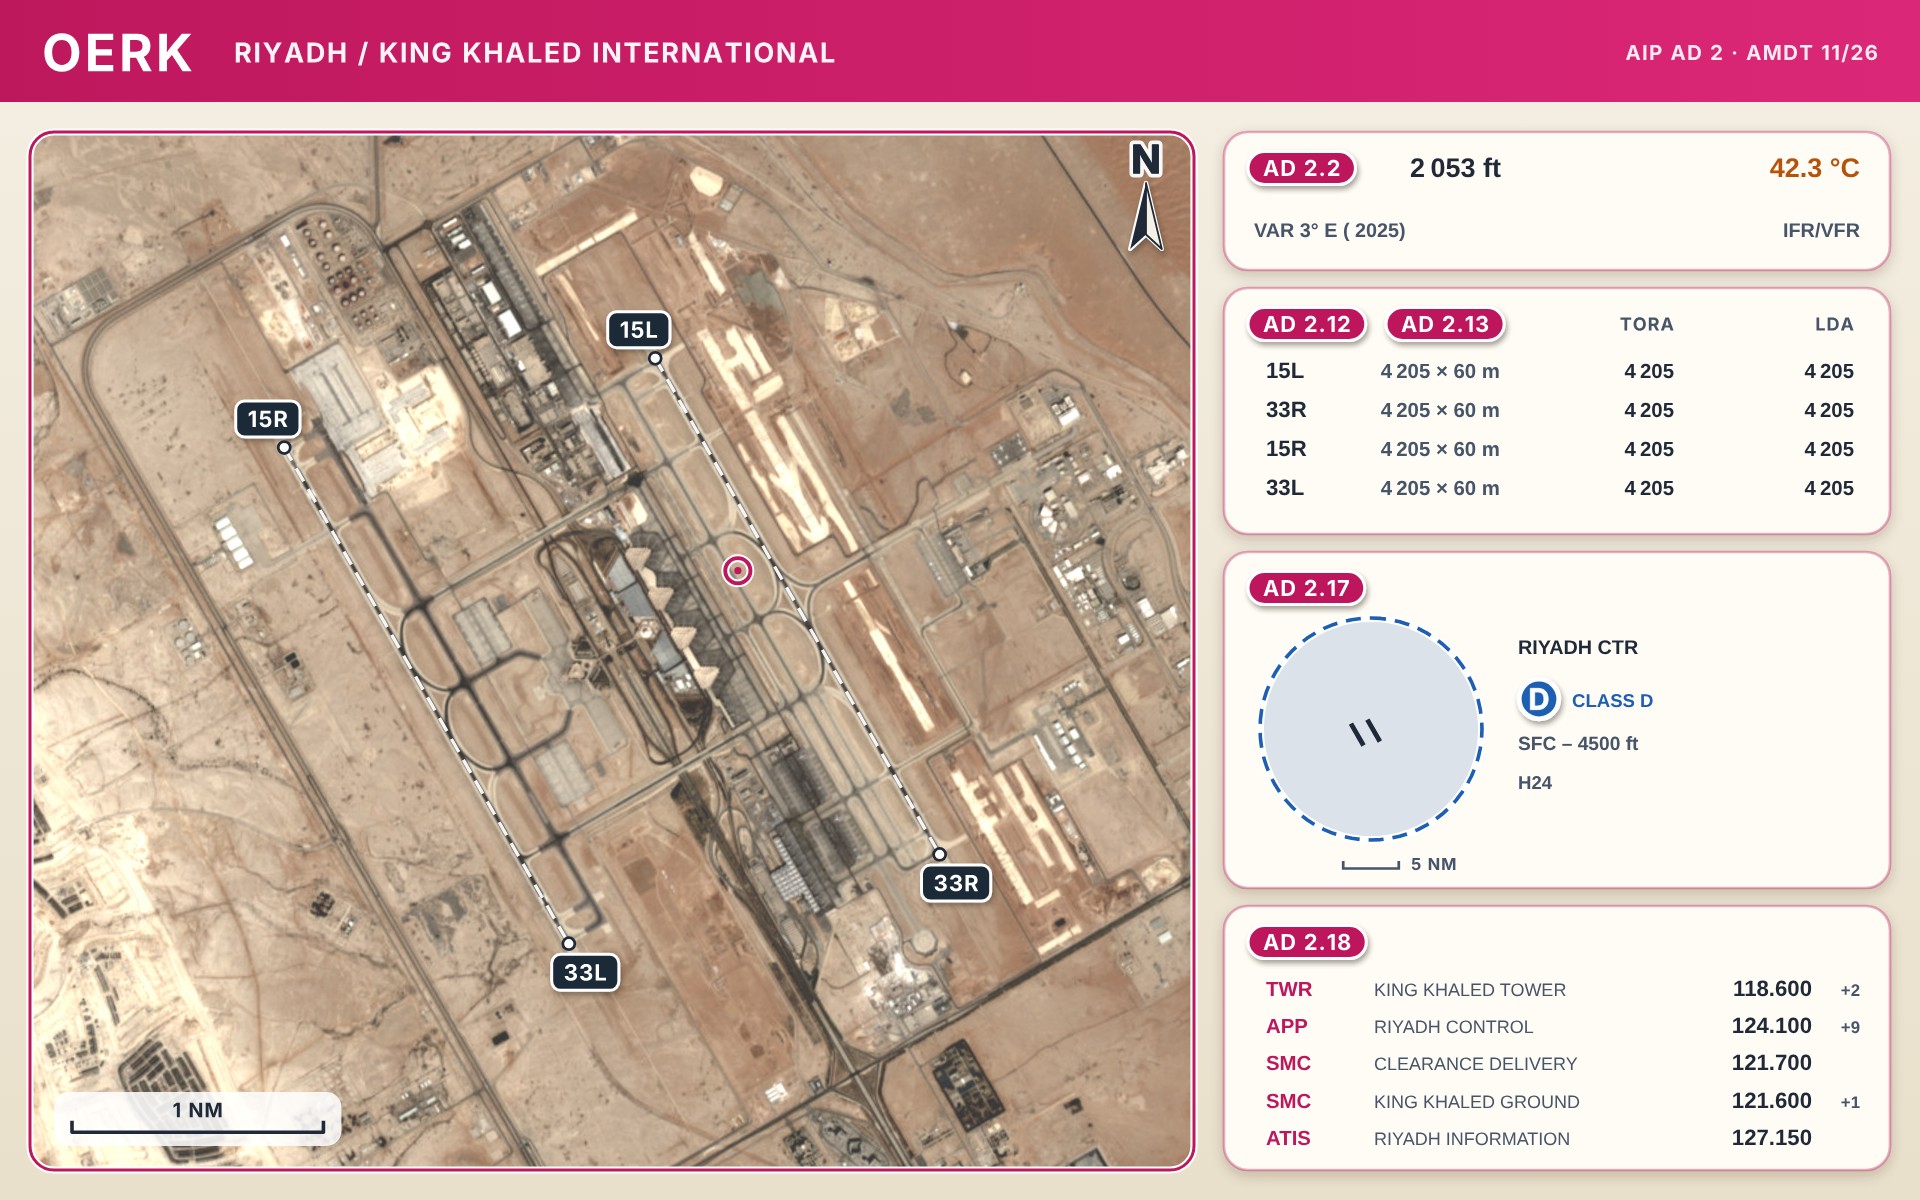 OERK RIYADH / KING KHALED INTERNATIONAL AIP AD 2 · AMDT 11/26
N
15L
15R
33R
33L
1 NM
AD 2.2 2 053 ft 42.3 °C
VAR 3° E ( 2025) IFR/VFR
AD 2.12 AD 2.13 TORA LDA
15L 4 205 × 60 m 4 205 4 205
33R 4 205 × 60 m 4 205 4 205
15R 4 205 × 60 m 4 205 4 205
33L 4 205 × 60 m 4 205 4 205
AD 2.17
RIYADH CTR
D CLASS D
SFC – 4500 ft
H24
5 NM
AD 2.18
TWR KING KHALED TOWER 118.600 +2
APP RIYADH CONTROL 124.100 +9
SMC CLEARANCE DELIVERY 121.700
SMC KING KHALED GROUND 121.600 +1
ATIS RIYADH INFORMATION 127.150